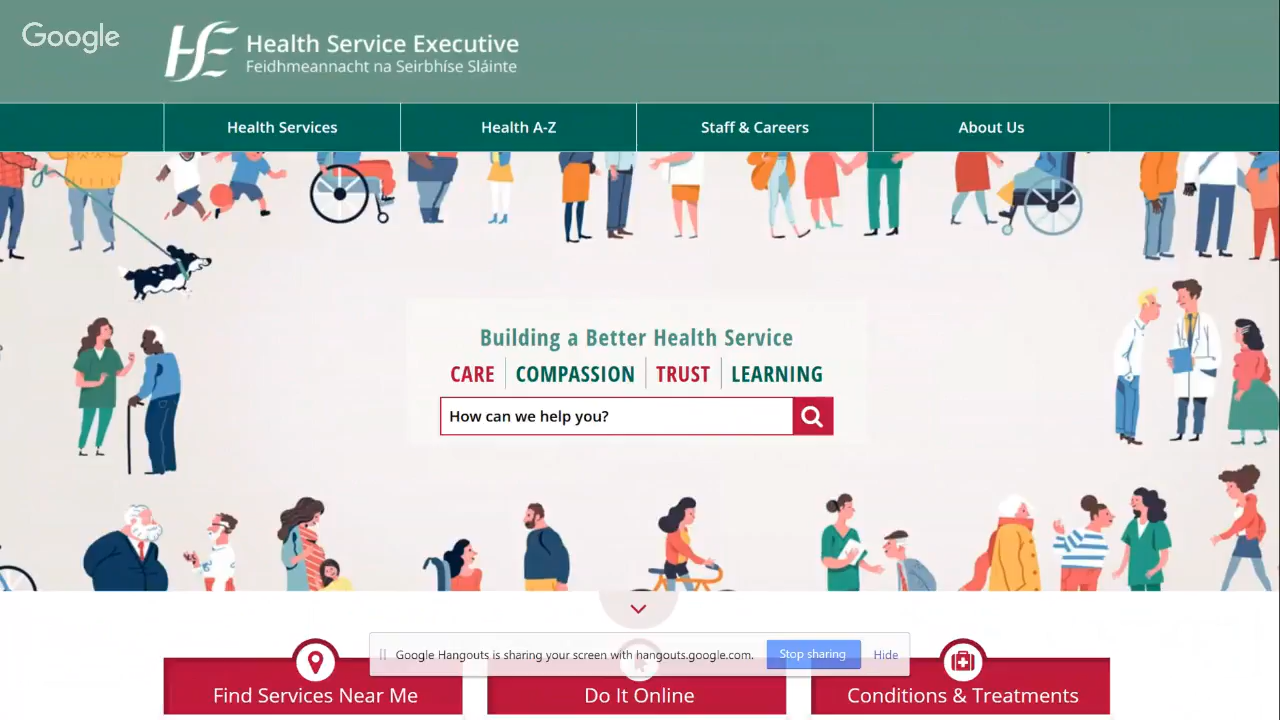 Google
HSE
Health Service Executive
Feidhmeannacht na Seirbhíse Sláinte
Health Services
Health A-Z
Staff & Careers
About Us
Building a Better Health Service
CARE COMPASSION TRUST LEARNING
How can we help you?
Google Hangouts is sharing your screen with hangouts.google.com.
Stop sharing
Hide
Find Services Near Me
Do It Online
Conditions & Treatments